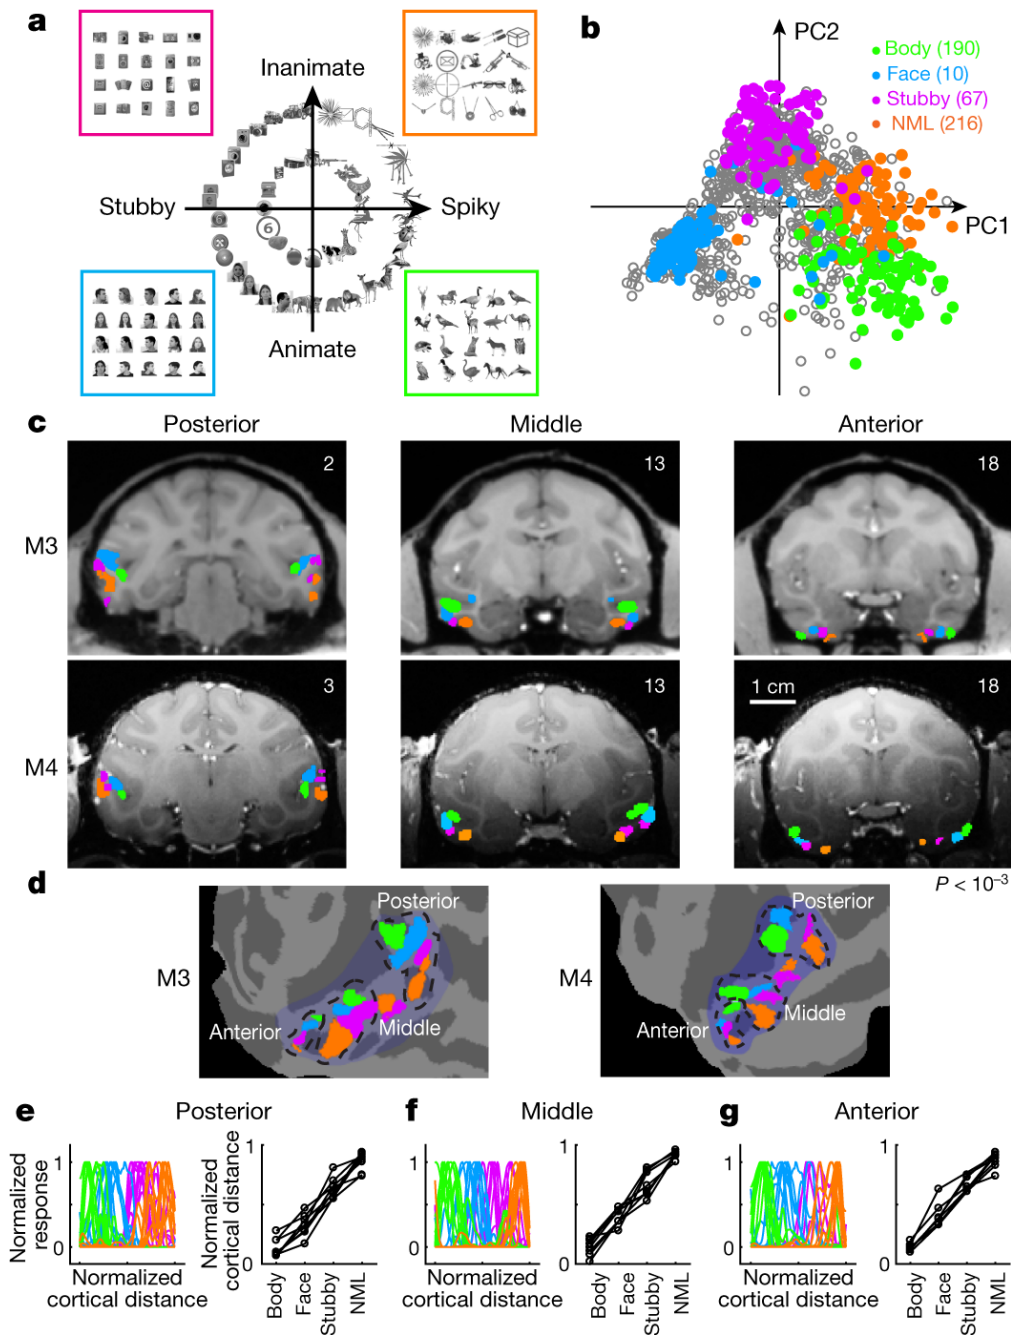 a
Inanimate
Stubby
Spiky
Animate
6
6
b
PC2
Body (190)
Face (10)
Stubby (67)
NML (216)
PC1
c
Posterior
Middle
Anterior
M3
2
13
18
M4
3
13
18
1 cm
P < 10⁻³
d
M3
Posterior
Anterior
Middle
M4
Posterior
Anterior
Middle
e
Posterior
f
Middle
g
Anterior
Normalized
response
1
0
Normalized
cortical distance
Normalized
cortical distance
1
0
Body
Face
Stubby
NML
1
0
Normalized
cortical distance
1
0
Body
Face
Stubby
NML
1
0
Normalized
cortical distance
1
0
Body
Face
Stubby
NML